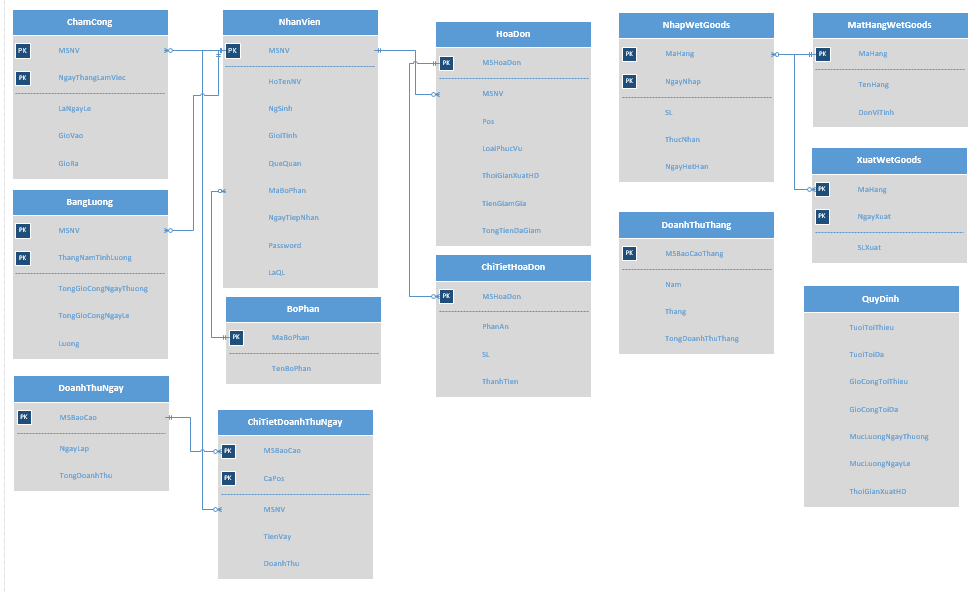 ChamCong
PK MSNV
PK NgayThangLamViec
LaNgayLe
GioVao
GioRa
BangLuong
PK MSNV
PK ThangNamTinhLuong
TongGioCongNgayThuong
TongGioCongNgayLe
Luong
DoanhThuNgay
PK MSBaoCao
NgayLap
TongDoanhThu
NhanVien
PK MSNV
HoTenNV
NgSinh
GioiTinh
QueQuan
MaBoPhan
NgayTiepNhan
Password
LaQL
BoPhan
PK MaBoPhan
TenBoPhan
ChiTietDoanhThuNgay
PK MSBaoCao
PK CaPos
MSNV
TienVay
DoanhThu
HoaDon
PK MSHoaDon
MSNV
Pos
LoaiPhucVu
ThoiGianXuatHD
TienGiamGia
TongTienDaGiam
ChiTietHoaDon
PK MSHoaDon
PhanAn
SL
ThanhTien
NhapWetGoods
PK MaHang
PK NgayNhap
SL
ThucNhan
NgayHetHan
DoanhThuThang
PK MSBaoCaoThang
Nam
Thang
TongDoanhThuThang
MatHangWetGoods
PK MaHang
TenHang
DonViTinh
XuatWetGoods
PK MaHang
PK NgayXuat
SLXuat
QuyDinh
TuoiToiThieu
TuoiToiDa
GioCongToiThieu
GioCongToiDa
MucLuongNgayThuong
MucLuongNgayLe
ThoiGianXuatHD